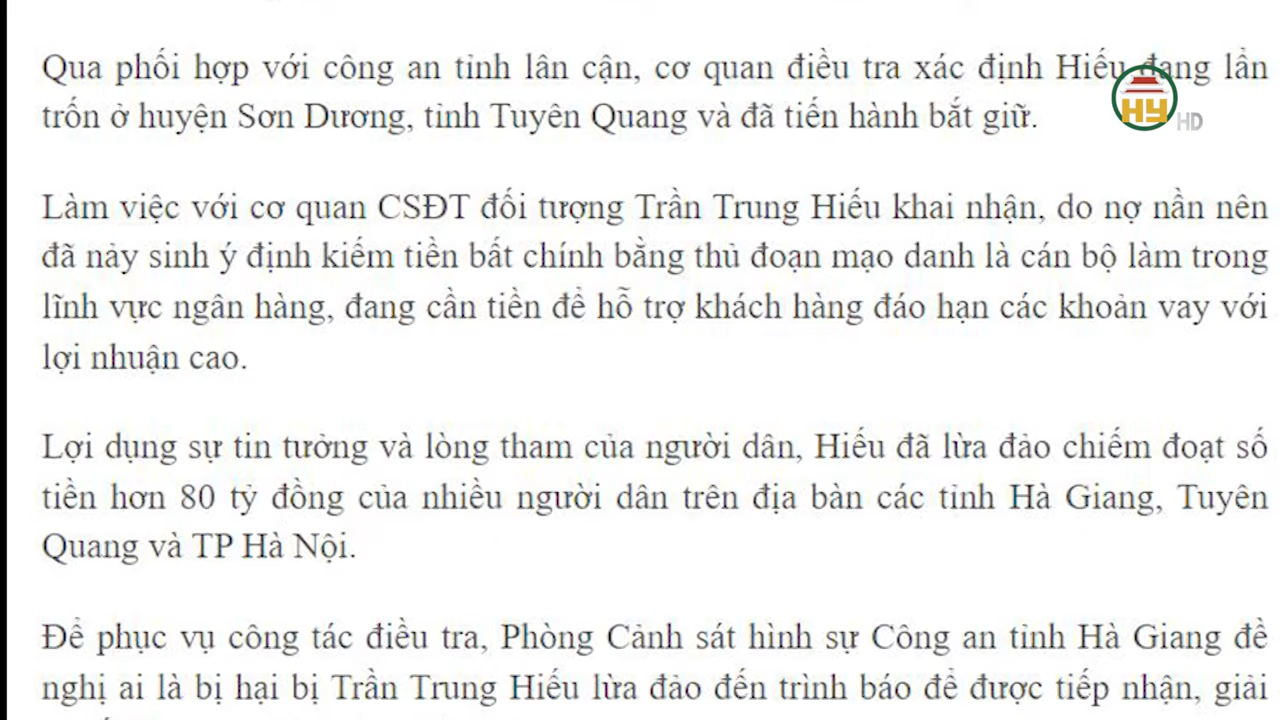 Qua phối hợp với công an tỉnh lân cận, cơ quan điều tra xác định Hiếu đang lẩn
trốn ở huyện Sơn Dương, tỉnh Tuyên Quang và đã tiến hành bắt giữ.
HY HD
Làm việc với cơ quan CSĐT đối tượng Trần Trung Hiếu khai nhận, do nợ nần nên
đã nảy sinh ý định kiếm tiền bất chính bằng thủ đoạn mạo danh là cán bộ làm trong
lĩnh vực ngân hàng, đang cần tiền để hỗ trợ khách hàng đáo hạn các khoản vay với
lợi nhuận cao.
Lợi dụng sự tin tưởng và lòng tham của người dân, Hiếu đã lừa đảo chiếm đoạt số
tiền hơn 80 tỷ đồng của nhiều người dân trên địa bàn các tỉnh Hà Giang, Tuyên
Quang và TP Hà Nội.
Để phục vụ công tác điều tra, Phòng Cảnh sát hình sự Công an tỉnh Hà Giang đề
nghị ai là bị hại bị Trần Trung Hiếu lừa đảo đến trình báo để được tiếp nhận, giải